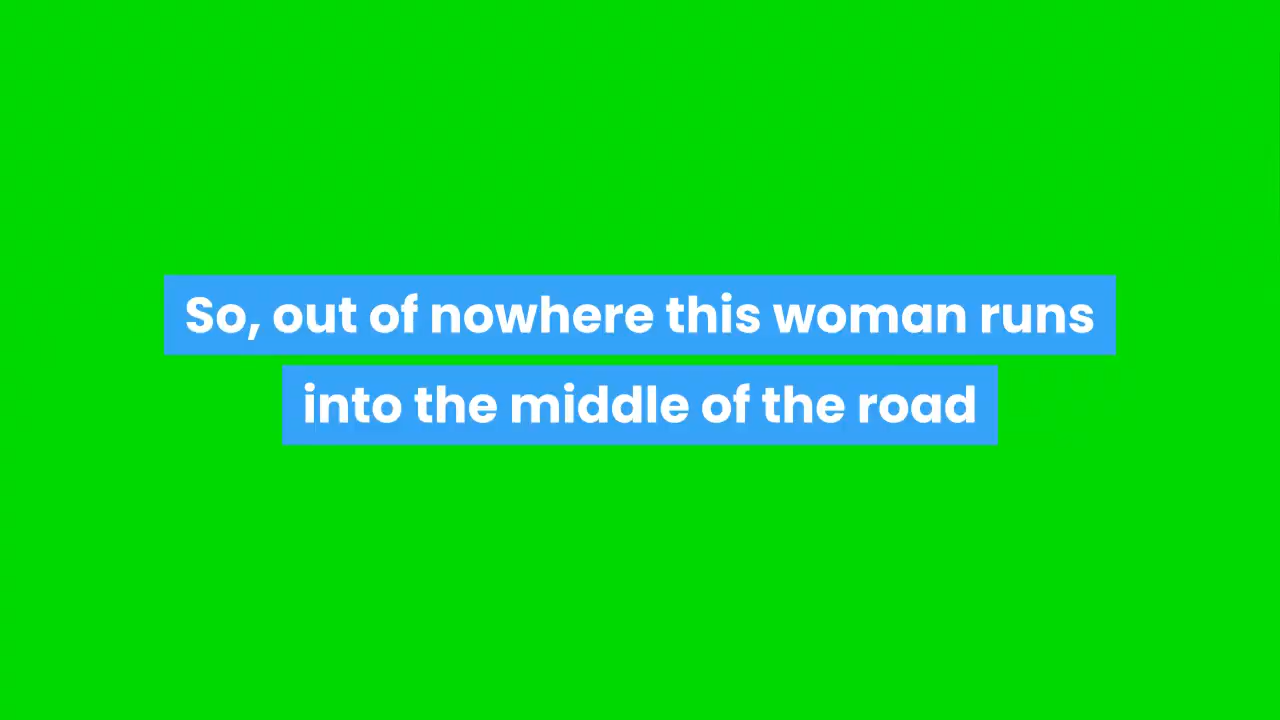 So, out of nowhere this woman runs
into the middle of the road